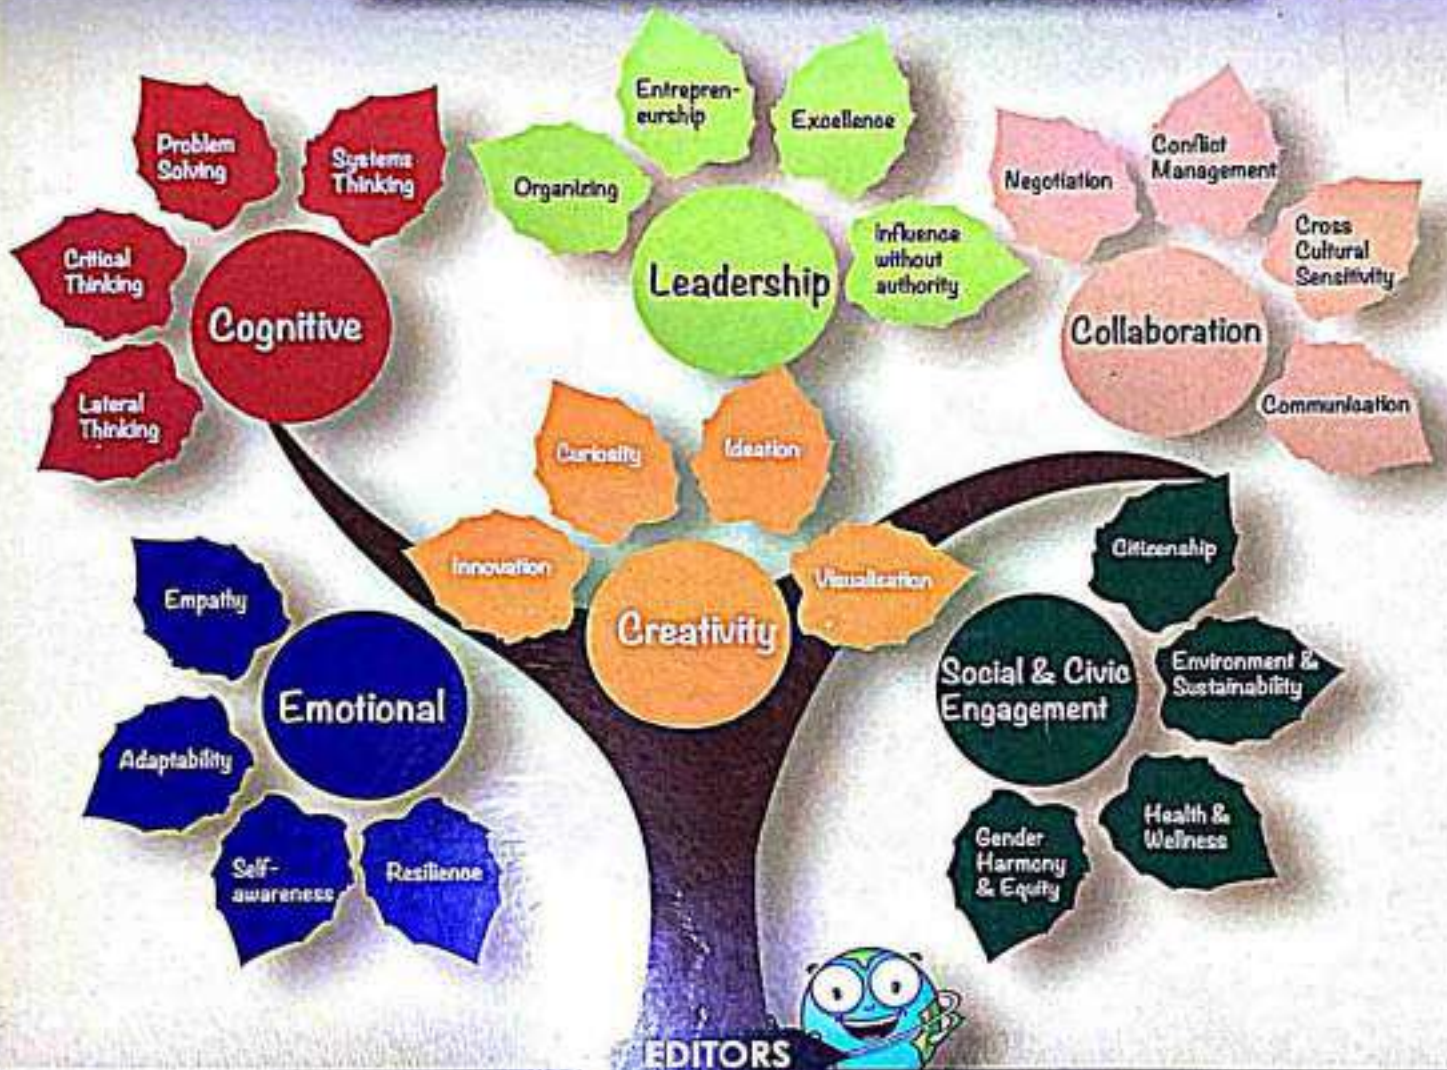 Problem
Solving
Systems
Thinking
Critical
Thinking
Lateral
Thinking
Cognitive
Entrepren-
eurship
Excellence
Organizing
Influence
without
authority
Leadership
Negotiation
Conflict
Management
Cross
Cultural
Sensitivity
Communication
Collaboration
Curiosity
Ideation
Innovation
Visualisation
Creativity
Empathy
Adaptability
Self-
awareness
Resilience
Emotional
Citizenship
Environment &
Sustainability
Health &
Wellness
Gender
Harmony
& Equity
Social & Civic
Engagement
EDITORS